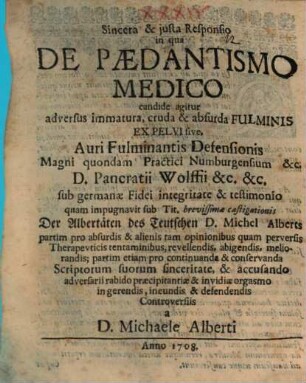 Sincera & justa Responsio
in qua
DE PÆDANTISMO
MEDICO
candide agitur
adversus immatura, cruda & absurda FULMINIS
EX PELVI sive.
Auri Fulminantis Defensionis
Magni quondam Practici Numburgensium &c.
D. Pancratii Wolffii &c. &c.
sub germanæ Fidei integritate & testimonio
quam impugnavit sub Tit. brevissimæ castigationis
Der Albertäten des Teutschen D. Michel Alberts
partim pro absurdis & alienis tam opinionibus quam perversis
Therapevticis tentaminibus, revellendis, abigendis, melio-
randis; partim etiam pro continuanda & conservanda
Scriptorum suorum sinceritate, & accusando
adversarii rabido præcipitantiæ & invidiæ orgasmo
in gerendis, ineundis & defendendis
Controversiis
a
D. Michaele Alberti
Anno 1708.